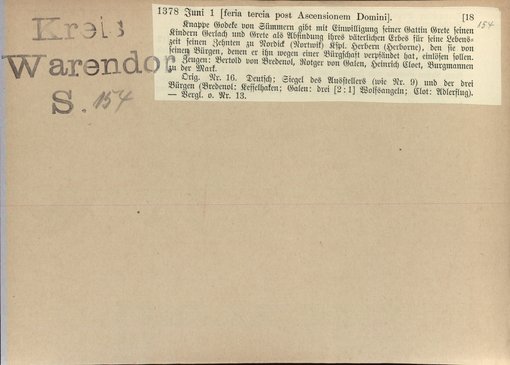 Kreis
Warendor
S. 154
1378 Juni 1 [feria tercia post Ascensionem Domini]. [18
154
Knappe Godeke von Sümmern gibt mit Einwilligung seiner Gattin Grete seinen
Kindern Gerlach und Grete als Abfindung ihres väterlichen Erbes für seine Lebens-
zeit seinen Zehnten zu Nordick (Nortwik) Kspl. Herbern (Herborne), den sie von
seinen Bürgen, denen er ihn wegen einer Bürgschaft verpfändet hat, einlösen sollen.
Zeugen: Bertold von Bredenol, Rotger von Galen, Heinrich Cloet, Burgmannen
zu der Mark.
Orig. Nr. 16. Deutsch; Siegel des Ausstellers (wie Nr. 9) und der drei
Bürgen (Bredenol: Kesselhaken; Galen: drei [2:1] Wolfsangeln; Clot: Adlerflug).
— Vergl. o. Nr. 13.